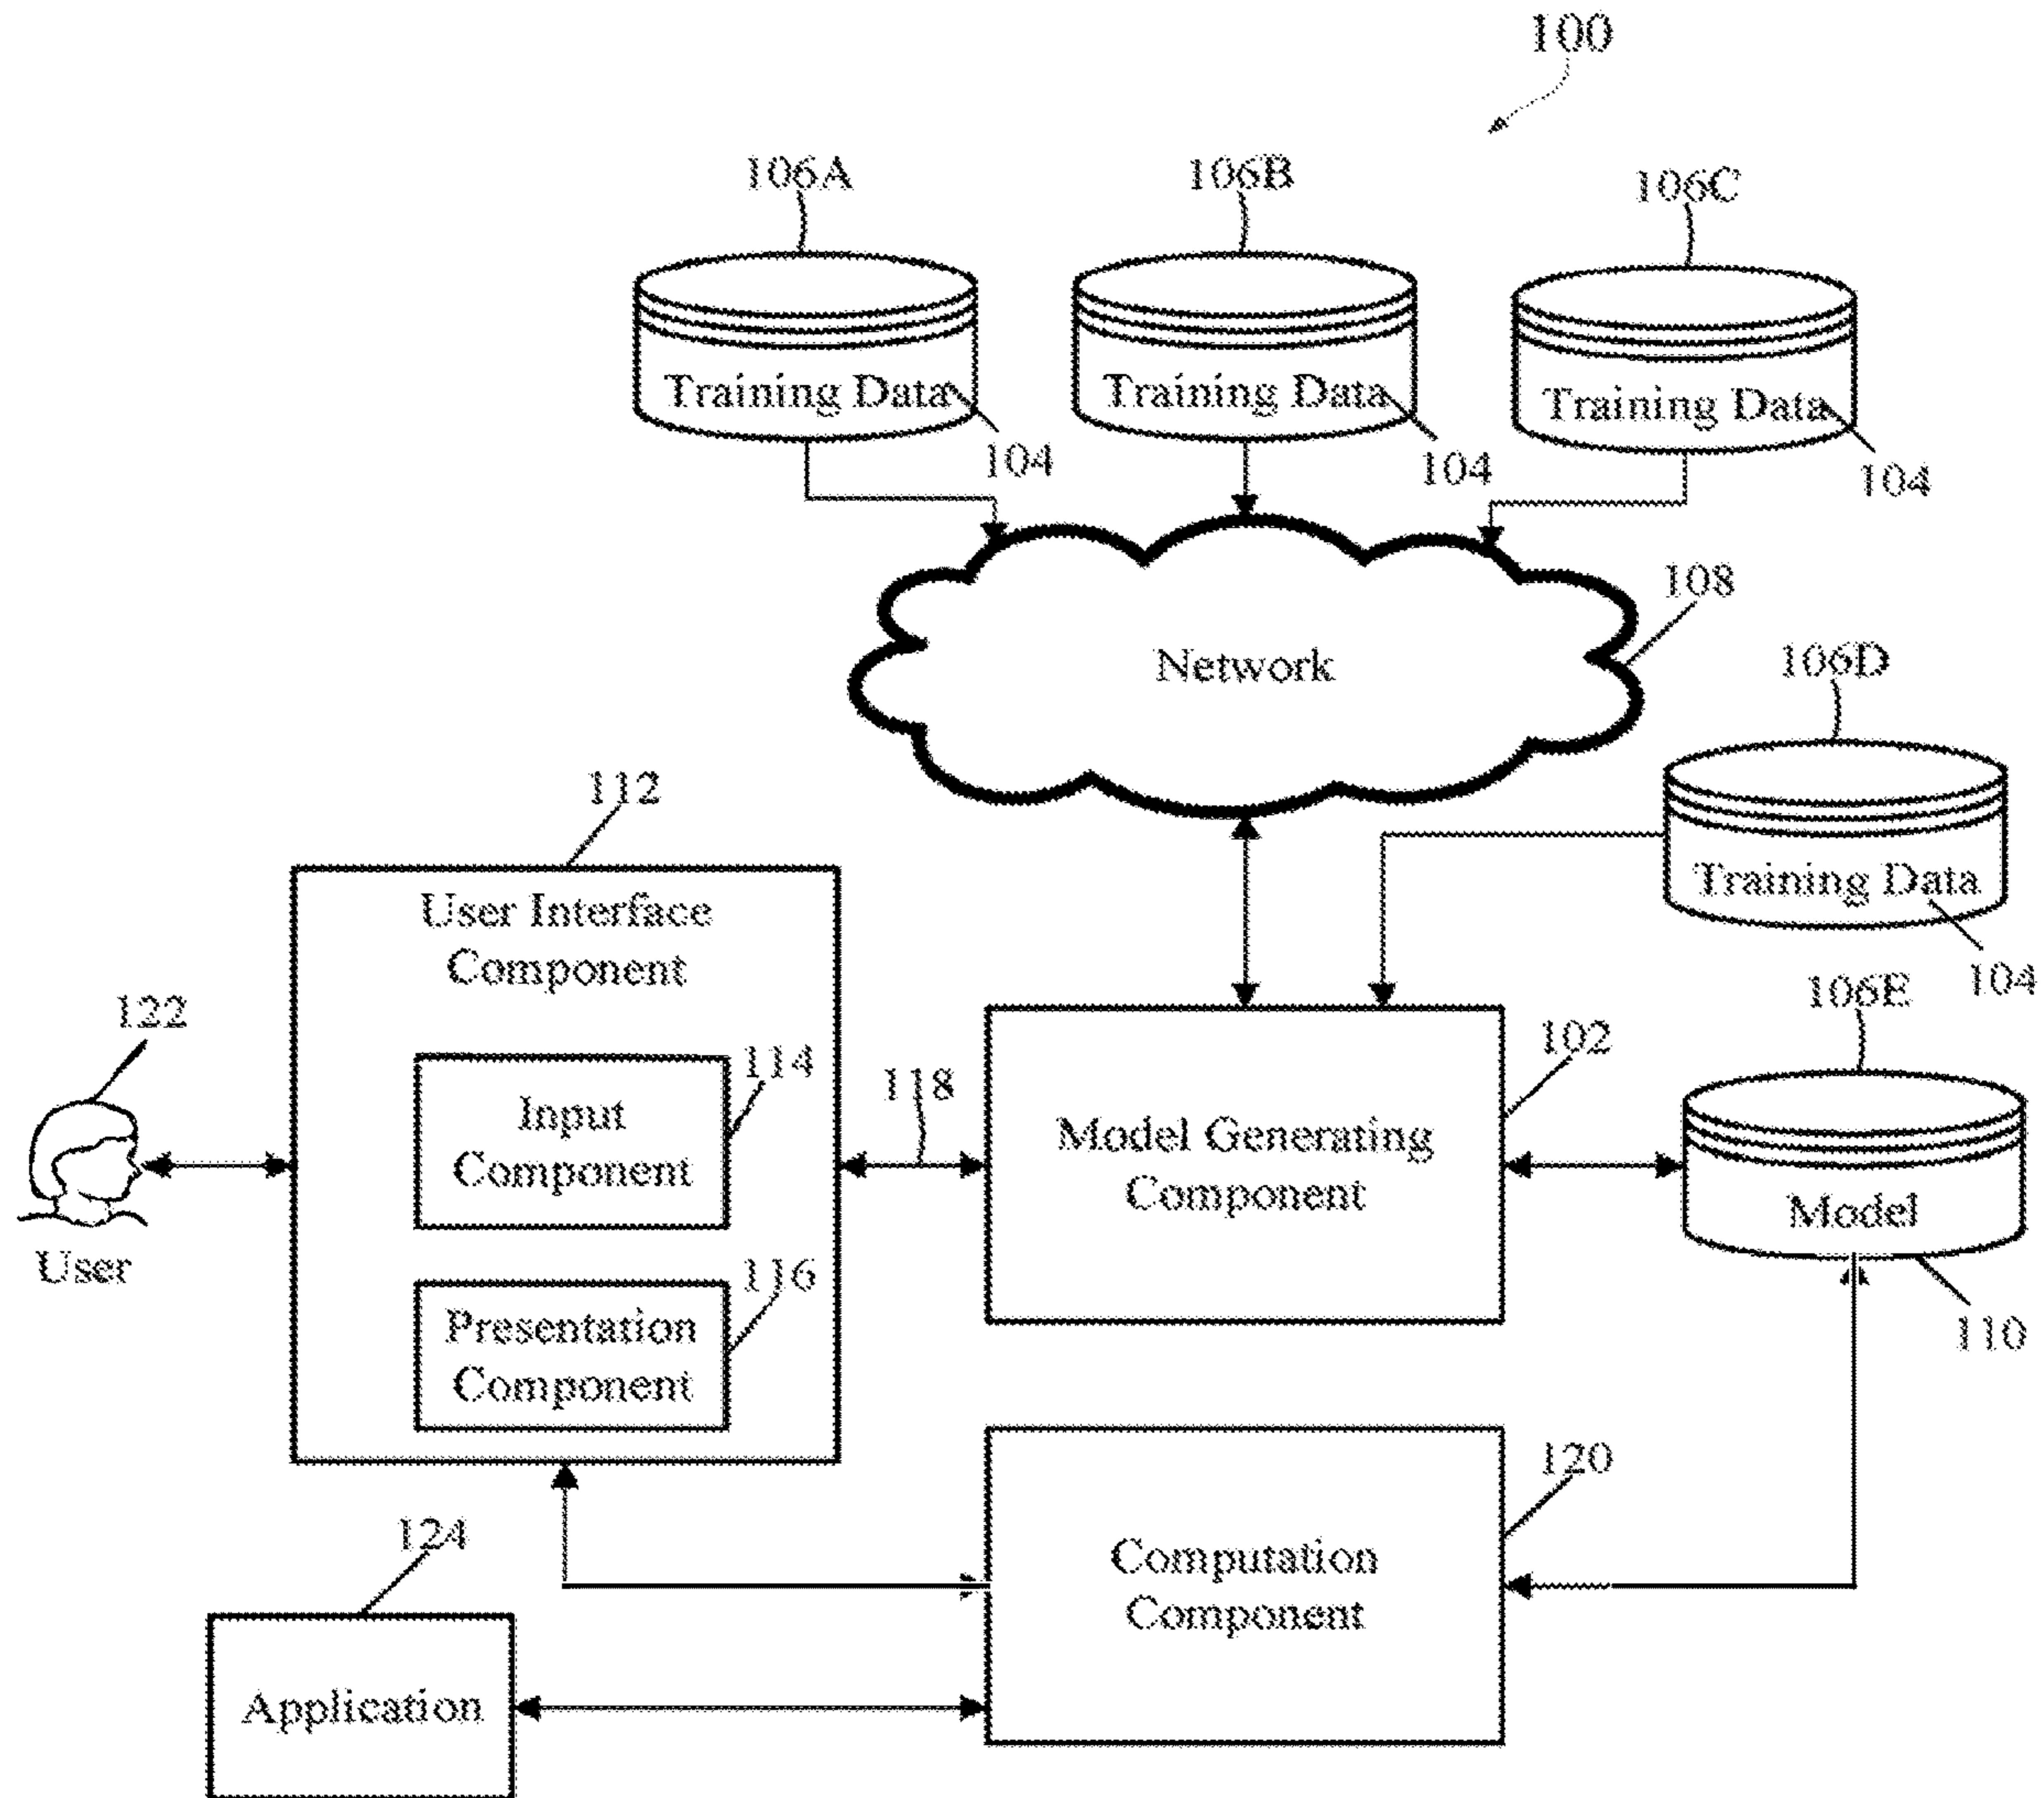 100
106A
106B
106C
Training Data
Training Data
Training Data
104
104
104
108
Network
106D
112
Training Data
User Interface
Component
104
106E
122
114
118
102
Input
Component
Model Generating
Component
Model
User
116
Presentation
Component
110
120
124
Computation
Component
Application